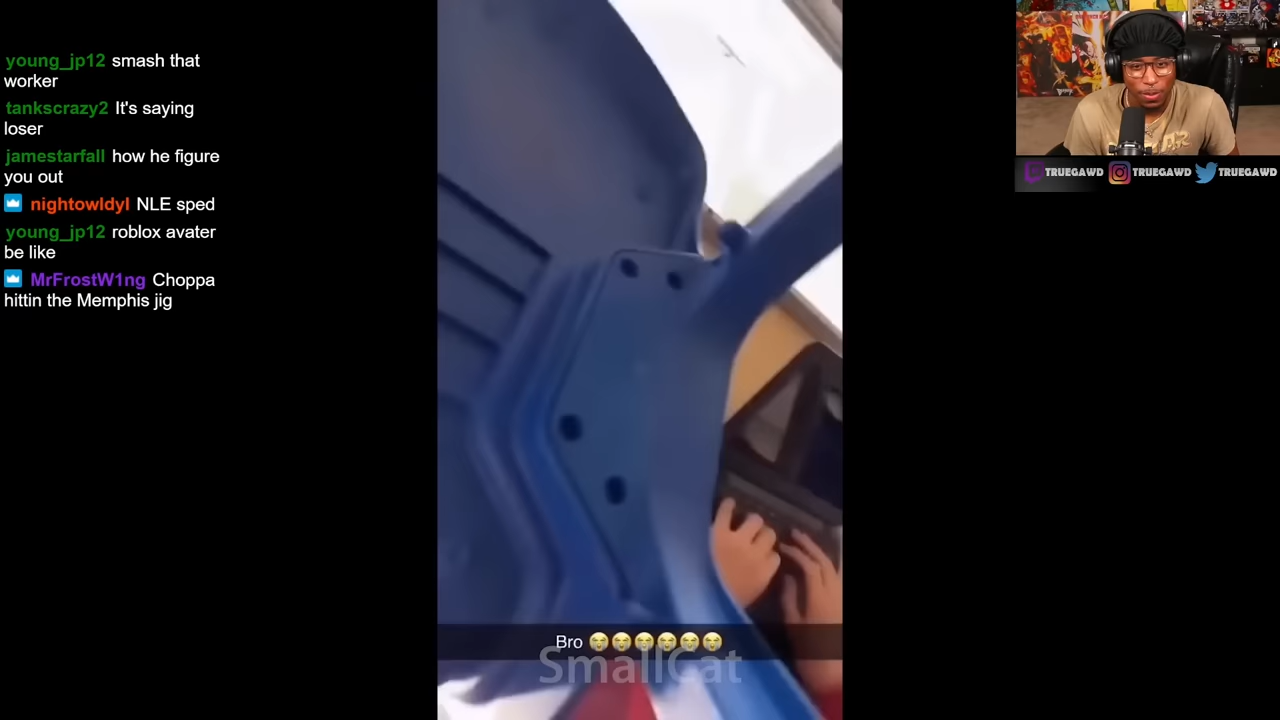 young_jp12 smash that
worker
tankscrazy2 It's saying
loser
jamestarfall how he figure
you out
nightowldyl NLE sped
young_jp12 roblox avater
be like
MrFrostW1ng Choppa
hittin the Memphis jig
TRUEGAWD TRUEGAWD TRUEGAWD
Bro 😭😭😭😭😭😭
SmallCat